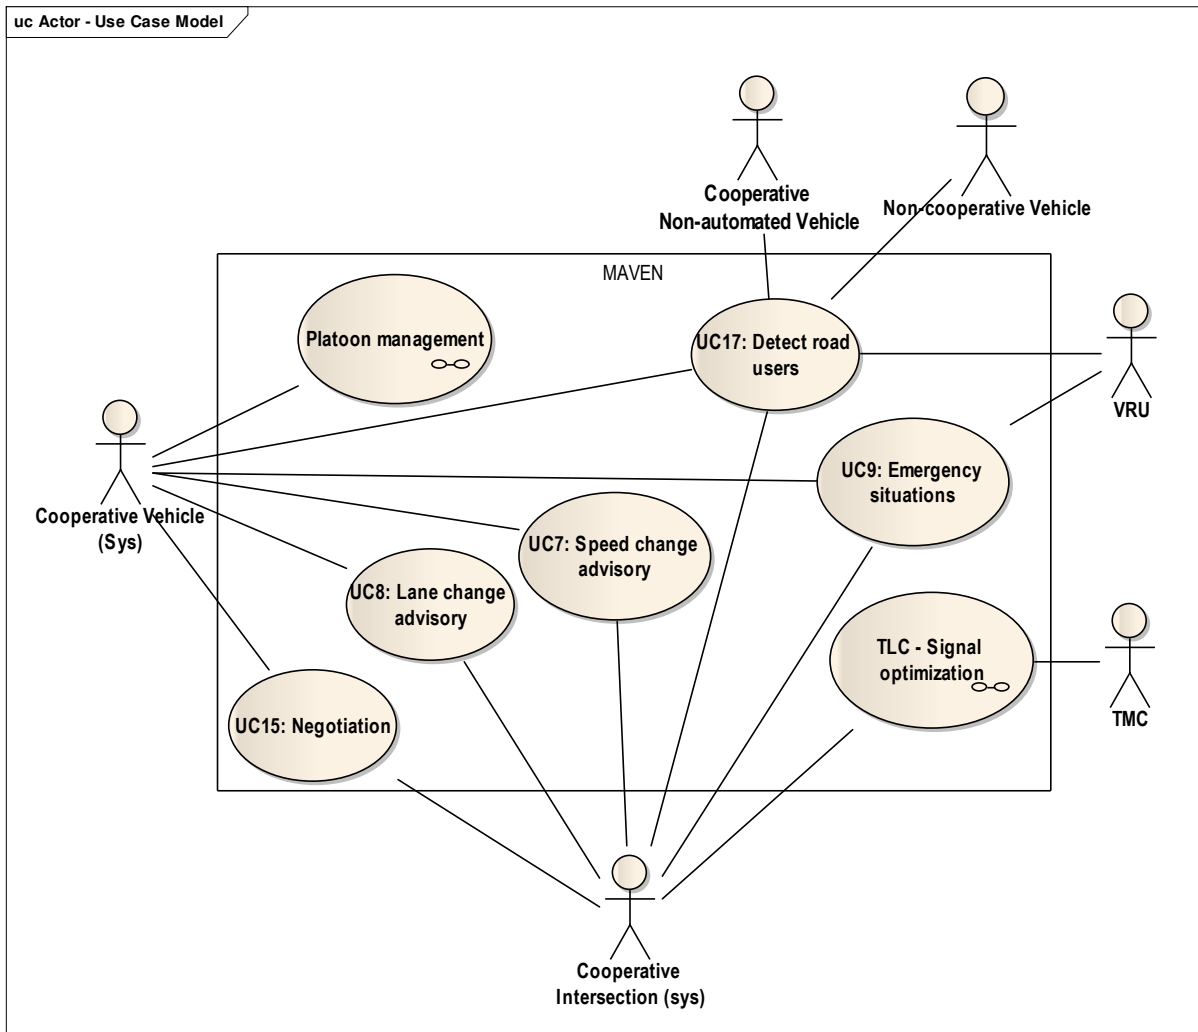 uc Actor - Use Case Model
Cooperative
Non-automated Vehicle
Non-cooperative Vehicle
MAVEN
Platoon management
UC17: Detect road
users
VRU
UC9: Emergency
situations
Cooperative Vehicle
(Sys)
UC7: Speed change
advisory
UC8: Lane change
advisory
TLC - Signal
optimization
UC15: Negotiation
TMC
Cooperative
Intersection (sys)